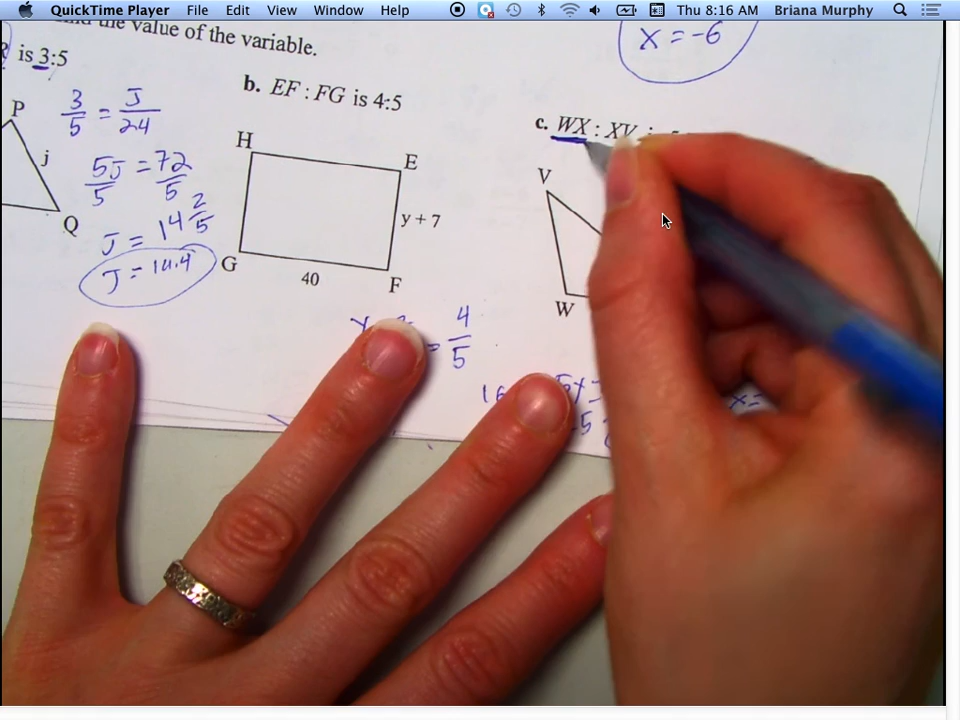 QuickTime Player File Edit View Window Help Thu 8:16 AM Briana Murphy
the value of the variable.
x = -6
is 3:5
b. EF : FG is 4:5
c. WX : XV
P
j
Q
3/5 = J/24
5J/5 = 72/5
J = 14 2/5
J = 14.4
H
E
y + 7
G
40
F
V
W
= 4/5